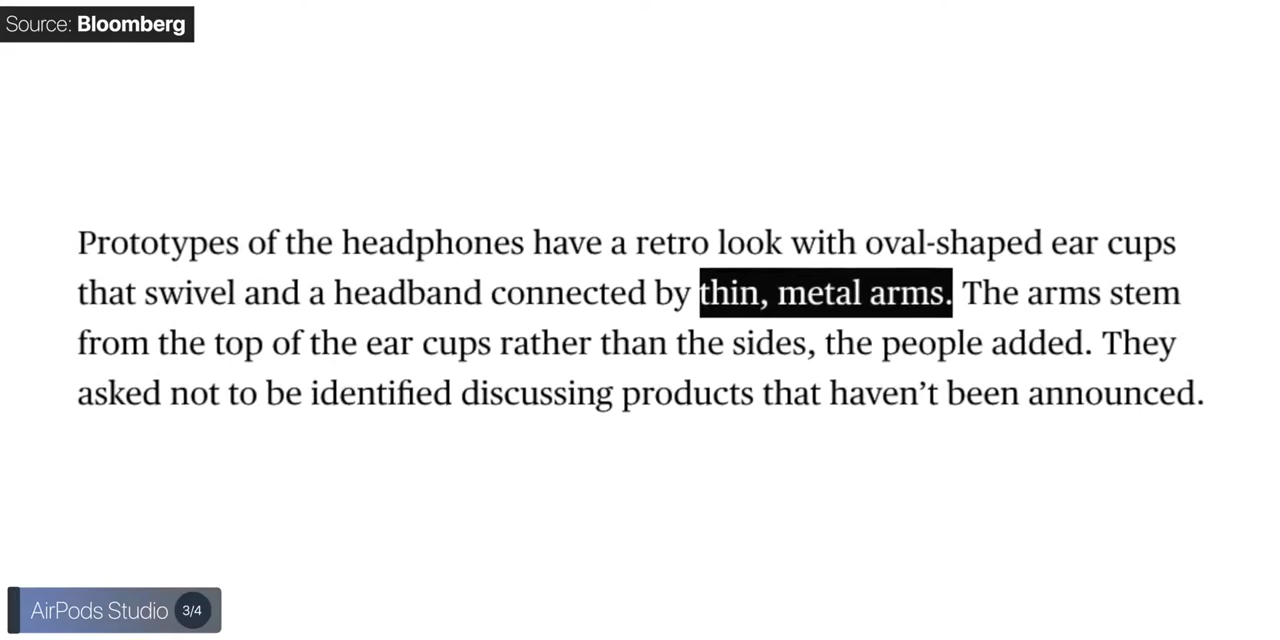 Source: Bloomberg
Prototypes of the headphones have a retro look with oval-shaped ear cups
that swivel and a headband connected by thin, metal arms. The arms stem
from the top of the ear cups rather than the sides, the people added. They
asked not to be identified discussing products that haven’t been announced.
AirPods Studio 3/4